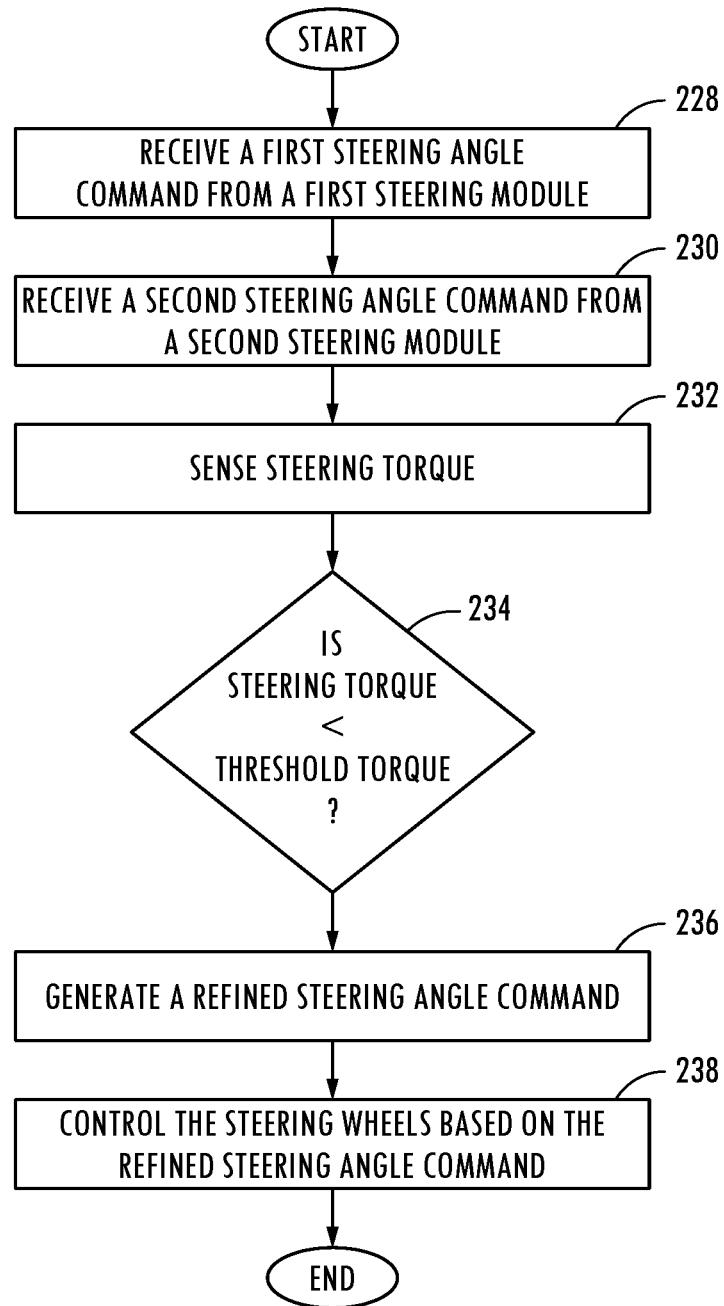 START
228
RECEIVE A FIRST STEERING ANGLE
COMMAND FROM A FIRST STEERING MODULE
230
RECEIVE A SECOND STEERING ANGLE COMMAND FROM
A SECOND STEERING MODULE
232
SENSE STEERING TORQUE
234
IS
STEERING TORQUE
<
THRESHOLD TORQUE
?
236
GENERATE A REFINED STEERING ANGLE COMMAND
238
CONTROL THE STEERING WHEELS BASED ON THE
REFINED STEERING ANGLE COMMAND
END